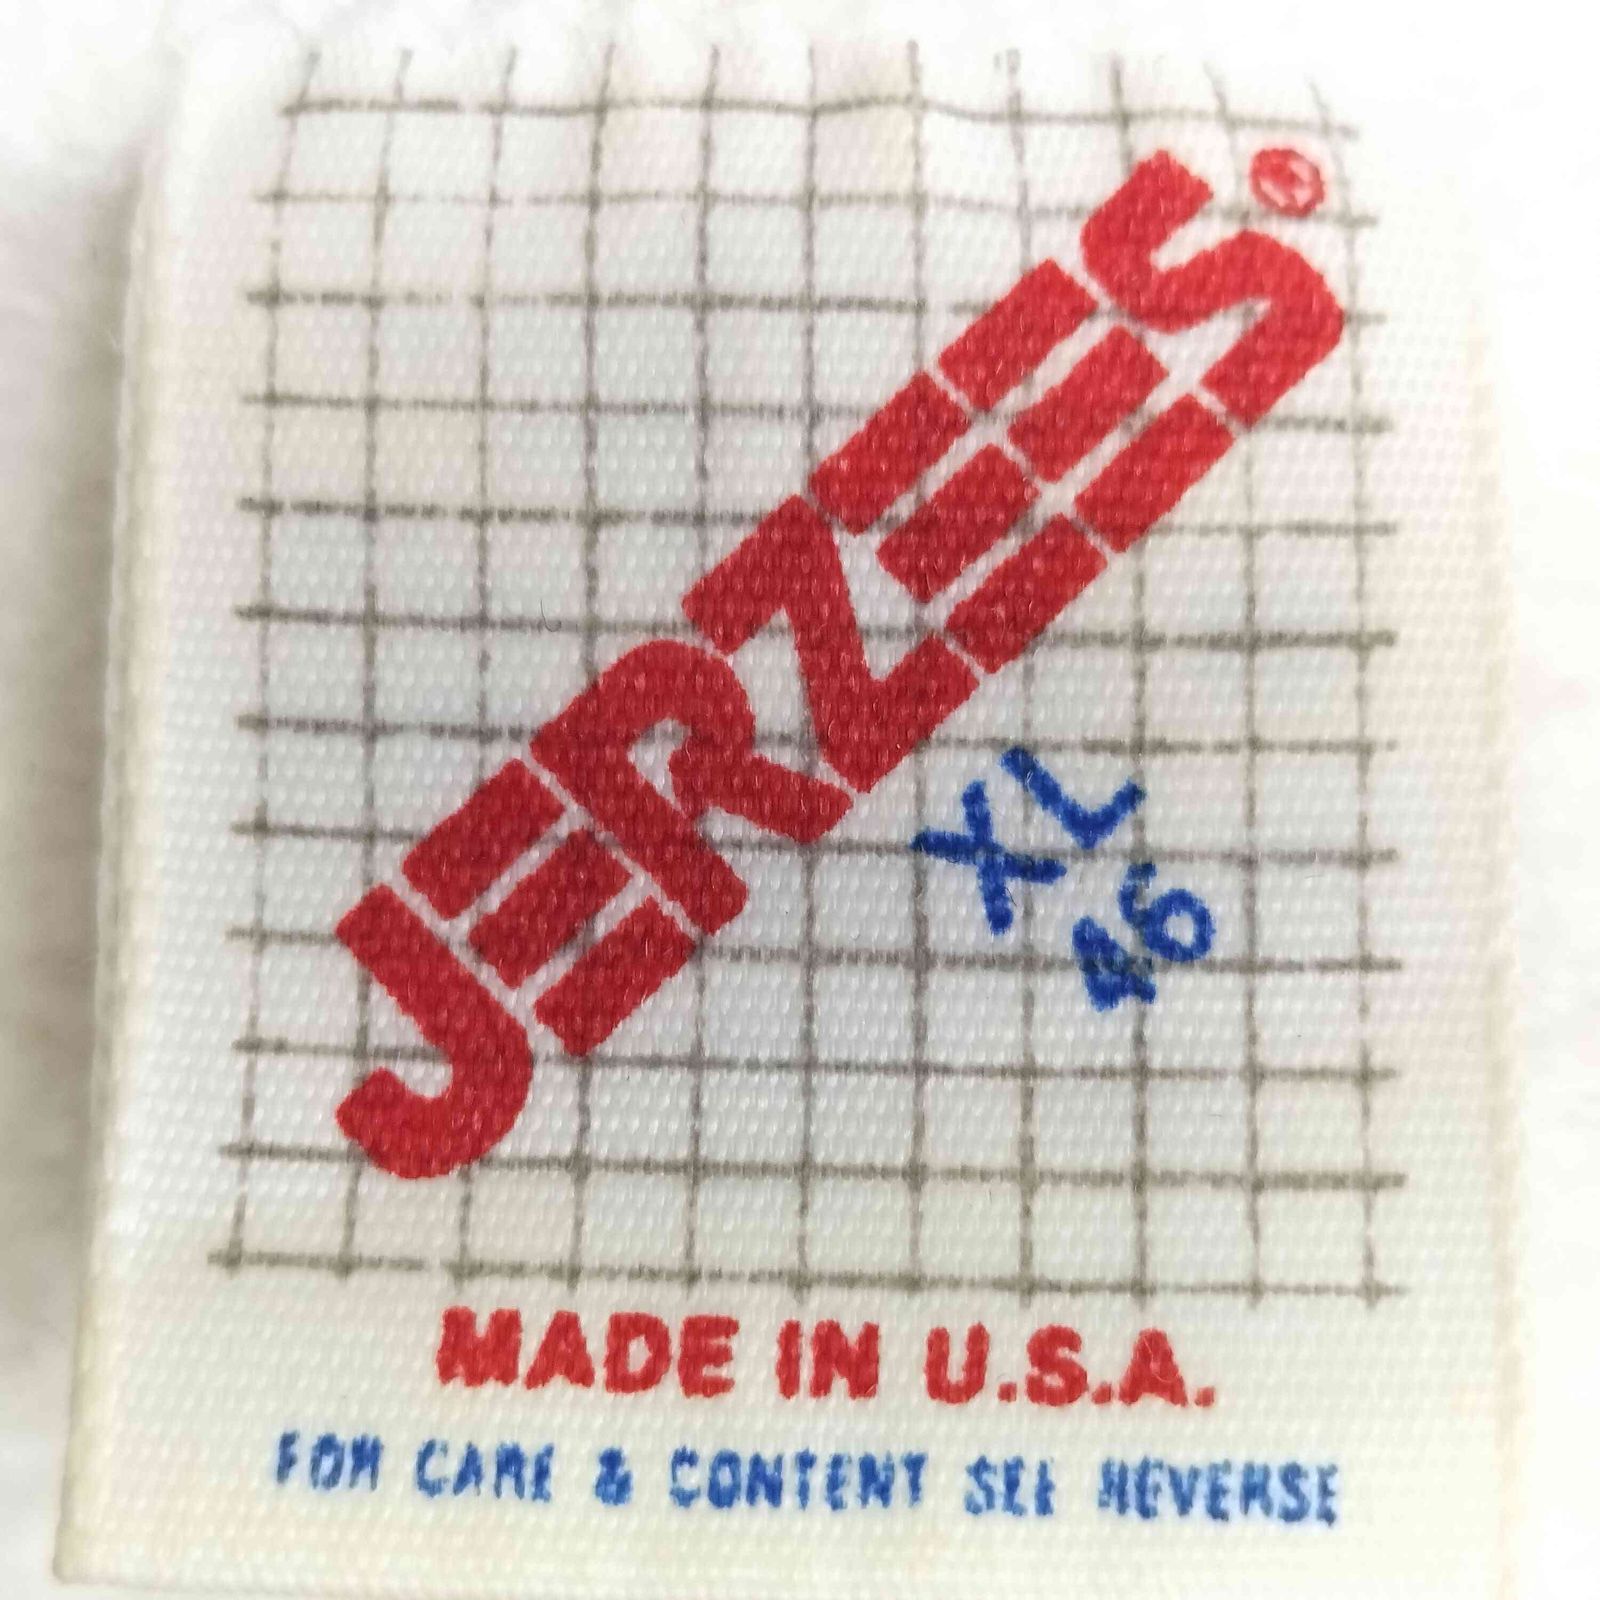 JERZEES®
XL
46
MADE IN U.S.A.
FOR CARE & CONTENT SEE REVERSE